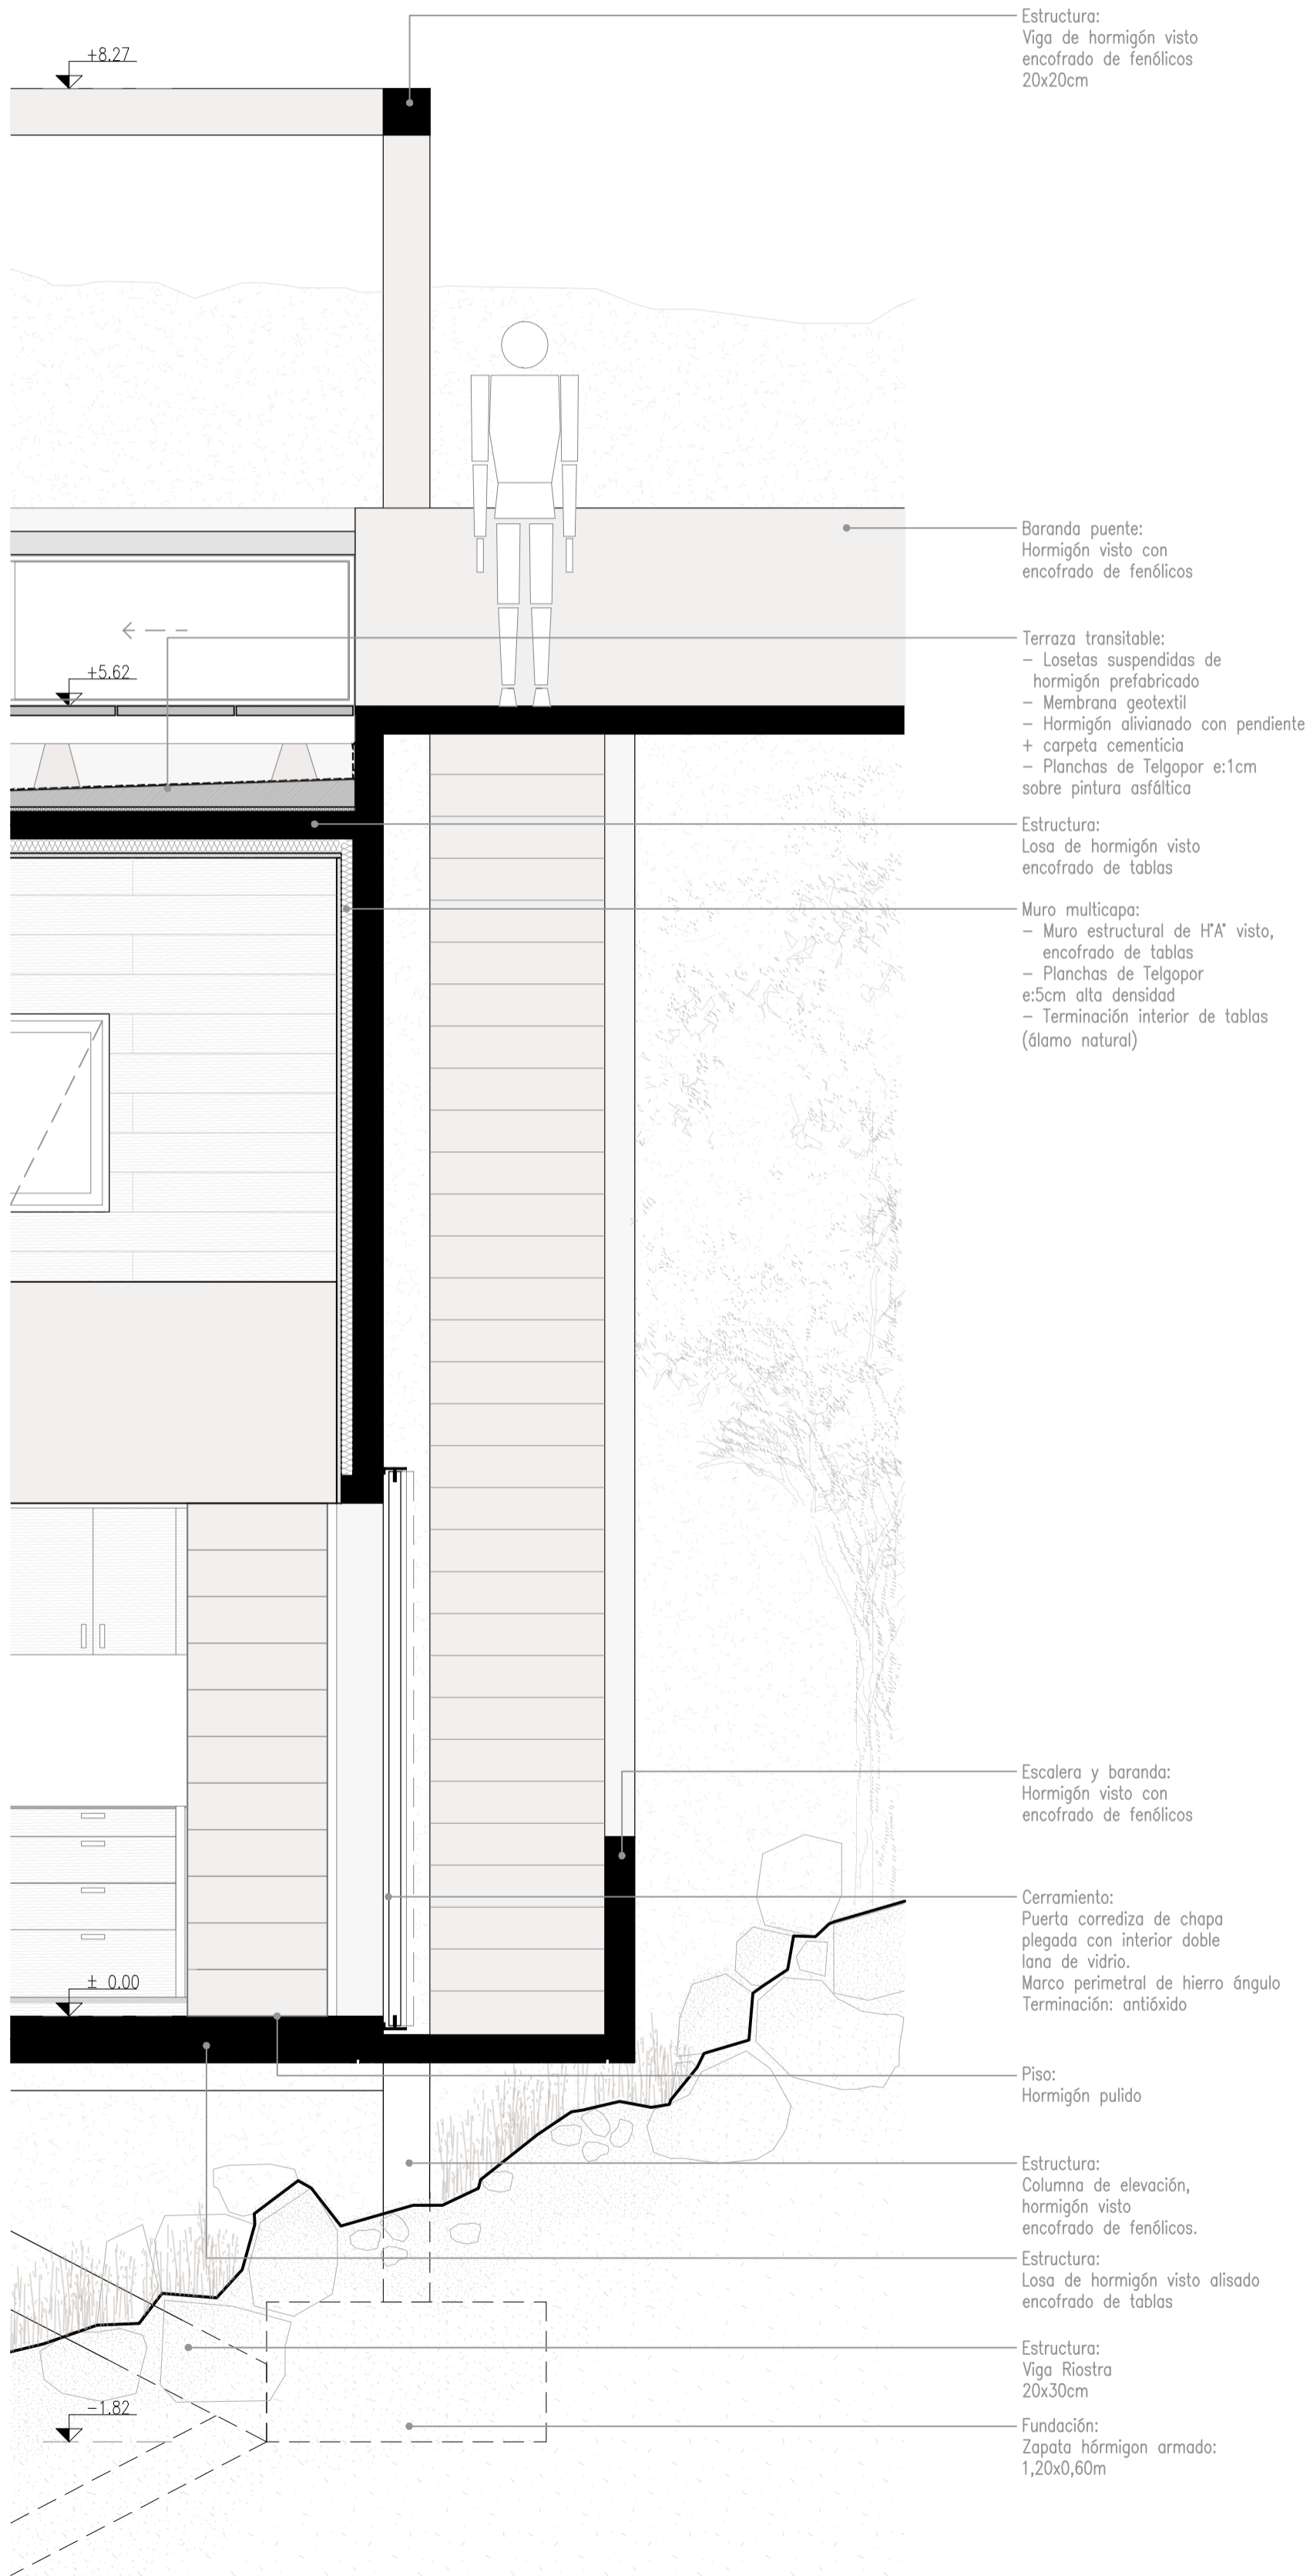 Estructura:
Viga de hormigón visto
encofrado de fenólicos
20x20cm
+8.27
Baranda puente:
Hormigón visto con
encofrado de fenólicos
Terraza transitable:
- Losetas suspendidas de
hormigón prefabricado
- Membrana geotextil
- Hormigón alivianado con pendiente
+ carpeta cementicia
- Planchas de Telgopor e:1cm
sobre pintura asfáltica
+5.62
Estructura:
Losa de hormigón visto
encofrado de tablas
Muro multicapa:
- Muro estructural de H°A° visto,
encofrado de tablas
- Planchas de Telgopor
e:5cm alta densidad
- Terminación interior de tablas
(álamo natural)
Escalera y baranda:
Hormigón visto con
encofrado de fenólicos
Cerramiento:
Puerta corrediza de chapa
plegada con interior doble
lana de vidrio.
Marco perimetral de hierro ángulo
Terminación: antióxido
± 0.00
Piso:
Hormigón pulido
Estructura:
Columna de elevación,
hormigón visto
encofrado de fenólicos.
Estructura:
Losa de hormigón visto alisado
encofrado de tablas
Estructura:
Viga Riostra
20x30cm
-1.82
Fundación:
Zapata hórmigon armado:
1,20x0,60m